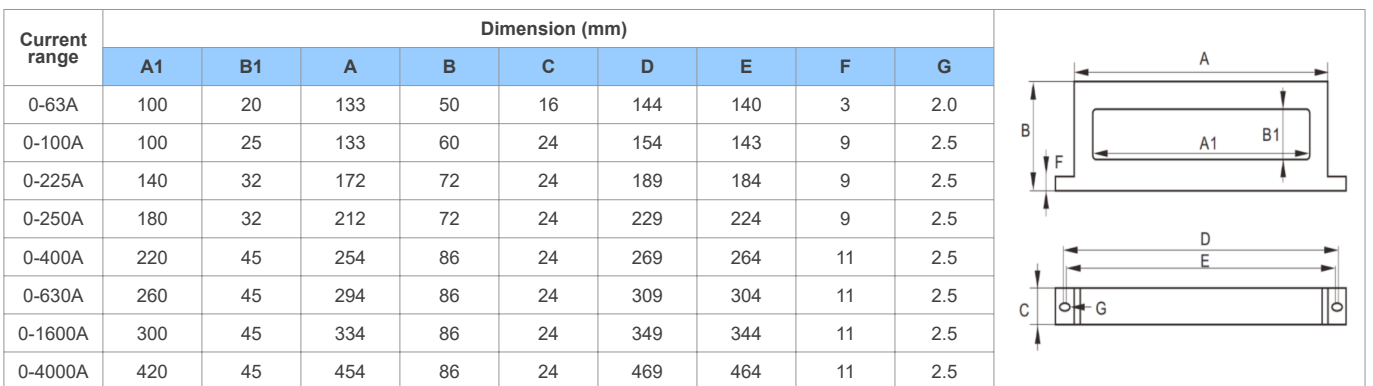 Current range Dimension (mm)
A1 B1 A B C D E F G
0-63A 100 20 133 50 16 144 140 3 2.0
0-100A 100 25 133 60 24 154 143 9 2.5
0-225A 140 32 172 72 24 189 184 9 2.5
0-250A 180 32 212 72 24 229 224 9 2.5
0-400A 220 45 254 86 24 269 264 11 2.5
0-630A 260 45 294 86 24 309 304 11 2.5
0-1600A 300 45 334 86 24 349 344 11 2.5
0-4000A 420 45 454 86 24 469 464 11 2.5
A
B
B1
A1
F
D
E
C
G